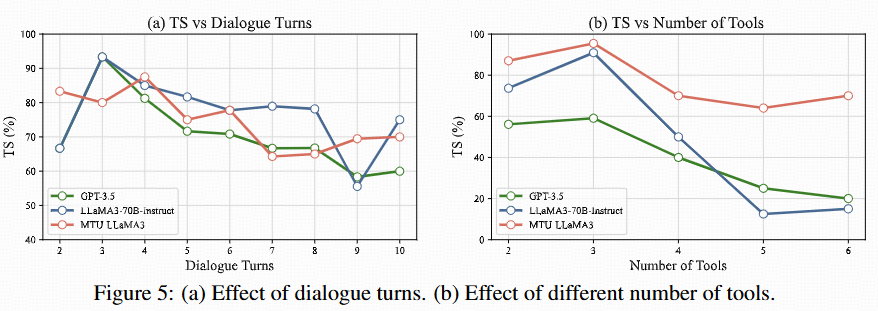 (a) TS vs Dialogue Turns
100
90
80
70
60
50
40
TS (%)
GPT-3.5
LLaMA3-70B-Instruct
MTU LLaMA3
2 3 4 5 6 7 8 9 10
Dialogue Turns
(b) TS vs Number of Tools
100
80
60
40
20
0
TS (%)
GPT-3.5
LLaMA3-70B-Instruct
MTU LLaMA3
2 3 4 5 6
Number of Tools
Figure 5: (a) Effect of dialogue turns. (b) Effect of different number of tools.